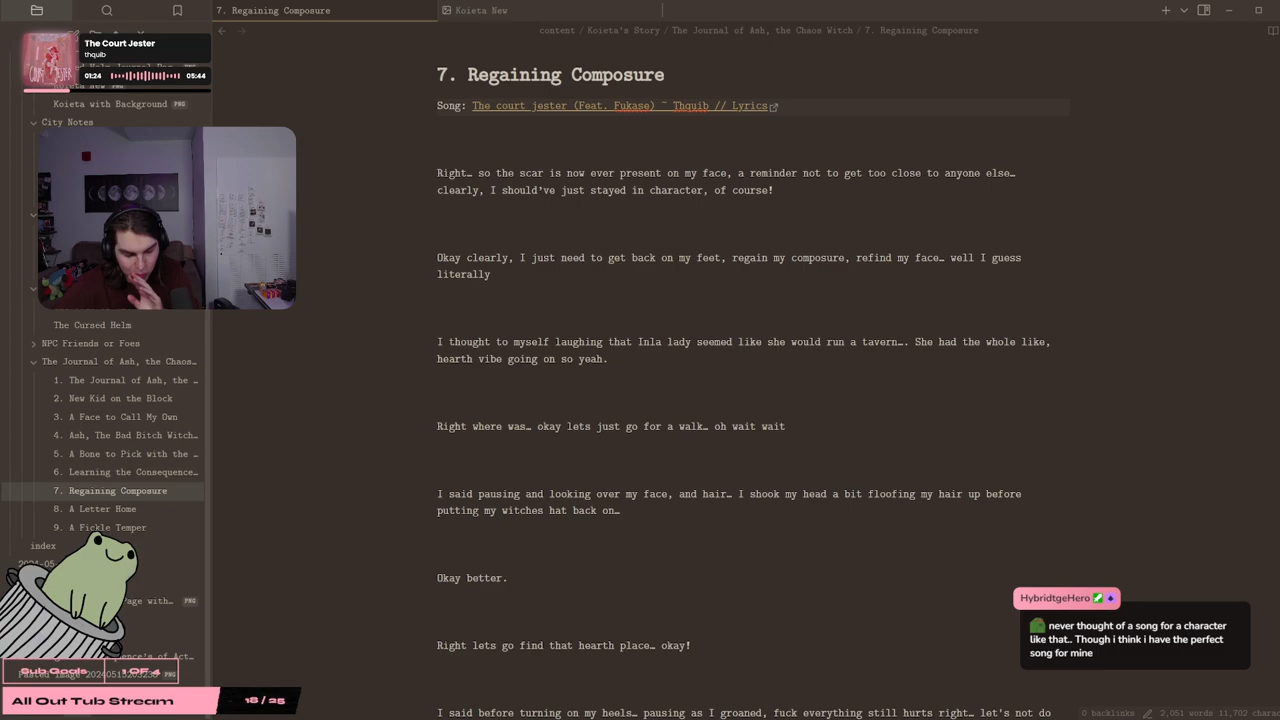 7. Regaining Composure
Koieta New
content / Koieta's Story / The Journal of Ash, the Chaos Witch / 7. Regaining Composure
The Court Jester
thquib
01:24
05:44
Koieta with Background
PNG
City Notes
The Cursed Helm
NPC Friends or Foes
The Journal of Ash, the Chaos…
1. The Journal of Ash, the …
2. New Kid on the Block
3. A Face to Call My Own
4. Ash, The Bad Bitch Witch…
5. A Bone to Pick with the …
6. Learning the Consequence…
7. Regaining Composure
8. A Letter Home
9. A Fickle Temper
index
PNG
PNG
Sub Goals
1 OF 4
All Out Tub Stream
18 / 25
7. Regaining Composure
Song: The court jester (Feat. Fukase) ~ Thquib // Lyrics
Right… so the scar is now ever present on my face, a reminder not to get too close to anyone else…
clearly, I should've just stayed in character, of course!
Okay clearly, I just need to get back on my feet, regain my composure, refind my face… well I guess
literally
I thought to myself laughing that Inla lady seemed like she would run a tavern…. She had the whole like,
hearth vibe going on so yeah.
Right where was… okay lets just go for a walk… oh wait wait
I said pausing and looking over my face, and hair… I shook my head a bit floofing my hair up before
putting my witches hat back on…
Okay better.
Right lets go find that hearth place… okay!
I said before turning on my heels… pausing as I groaned, fuck everything still hurts right… let's not do
HybridtgeHero
never thought of a song for a character
like that.. Though i think i have the perfect
song for mine
0 backlinks
2,051 words 11,702 characters